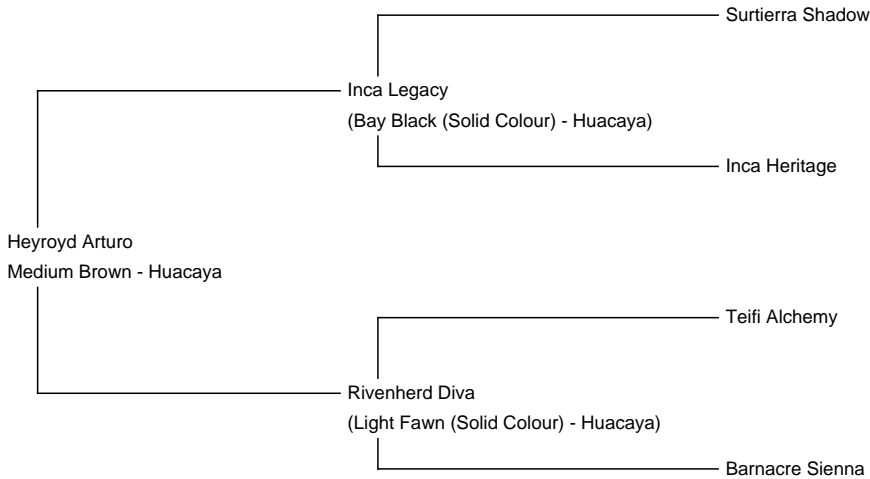 Surtierra Shadow
Inca Legacy
(Bay Black (Solid Colour) - Huacaya)
Inca Heritage
Heyroyd Arturo
Medium Brown - Huacaya
Teifi Alchemy
Rivenherd Diva
(Light Fawn (Solid Colour) - Huacaya)
Barnacre Sienna